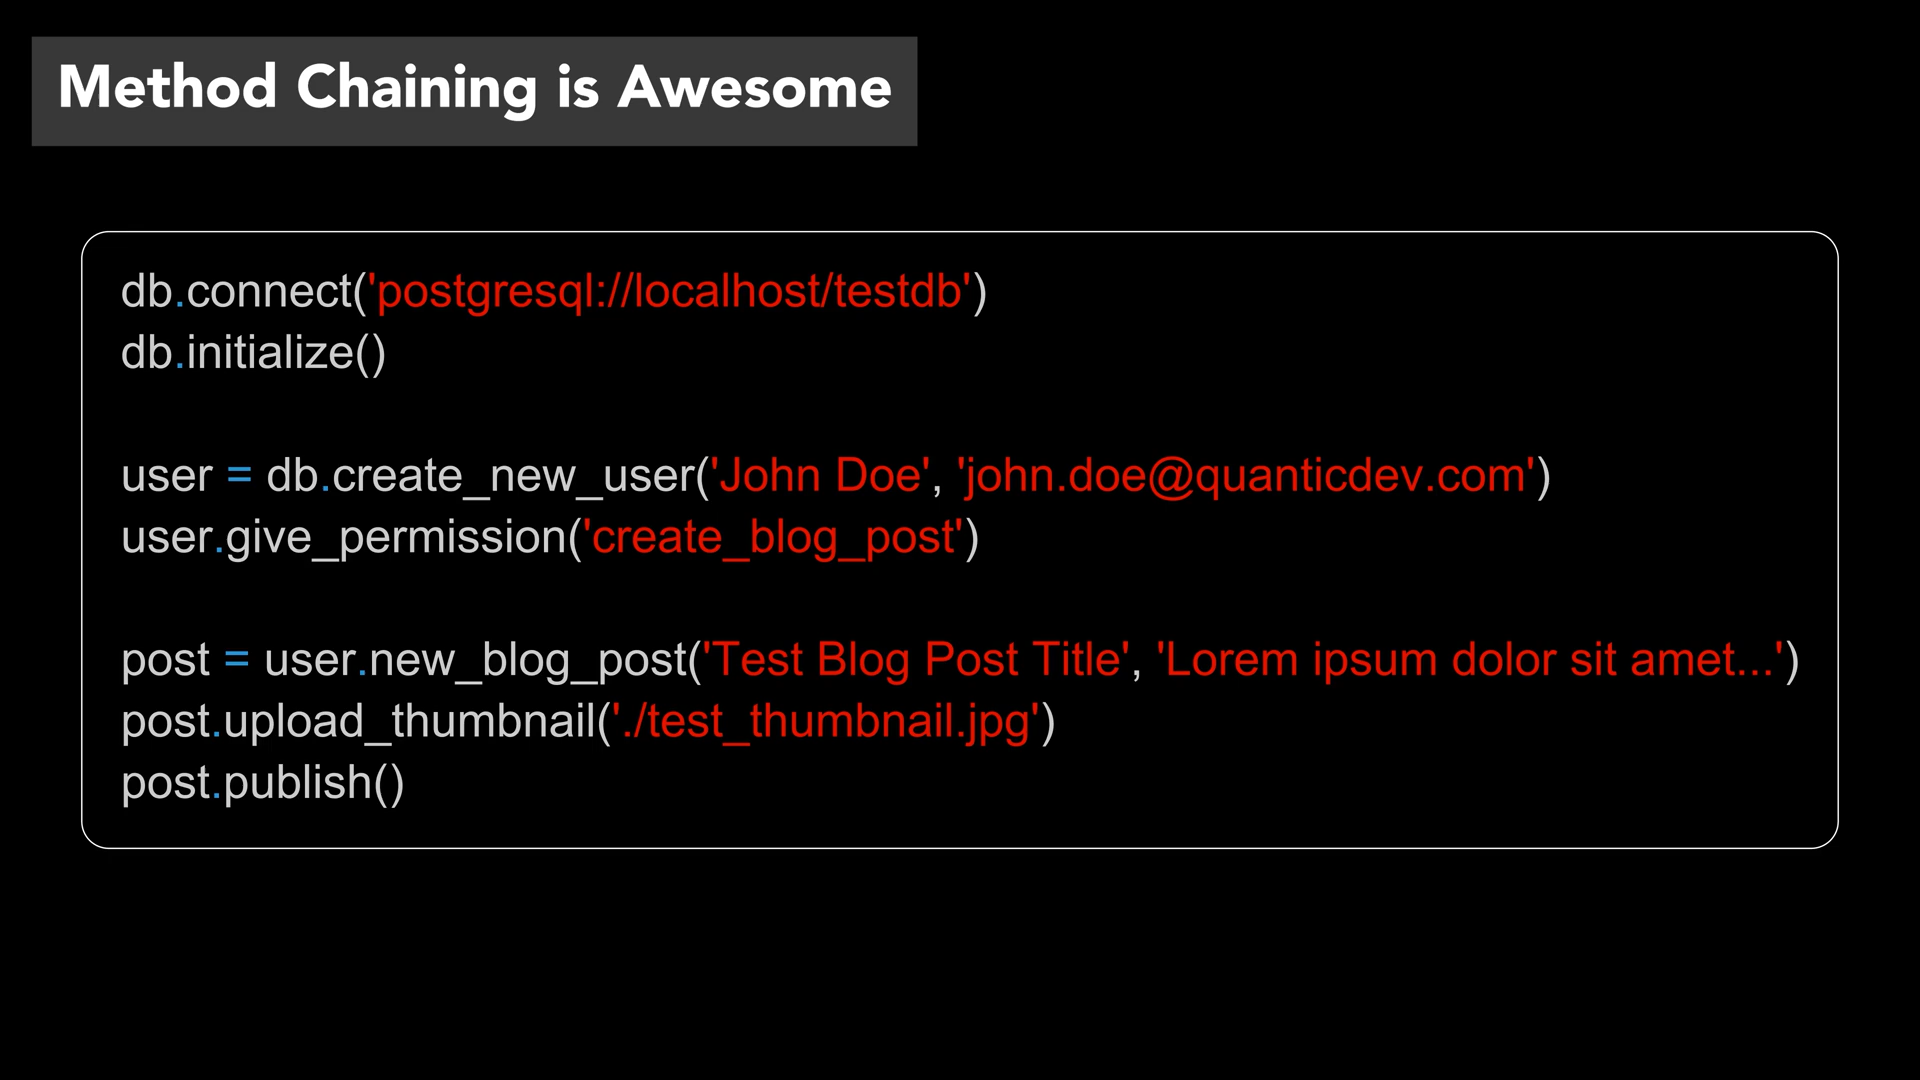 Method Chaining is Awesome
db.connect('postgresql://localhost/testdb')
db.initialize()
user = db.create_new_user('John Doe', 'john.doe@quanticdev.com')
user.give_permission('create_blog_post')
post = user.new_blog_post('Test Blog Post Title', 'Lorem ipsum dolor sit amet...')
post.upload_thumbnail('./test_thumbnail.jpg')
post.publish()